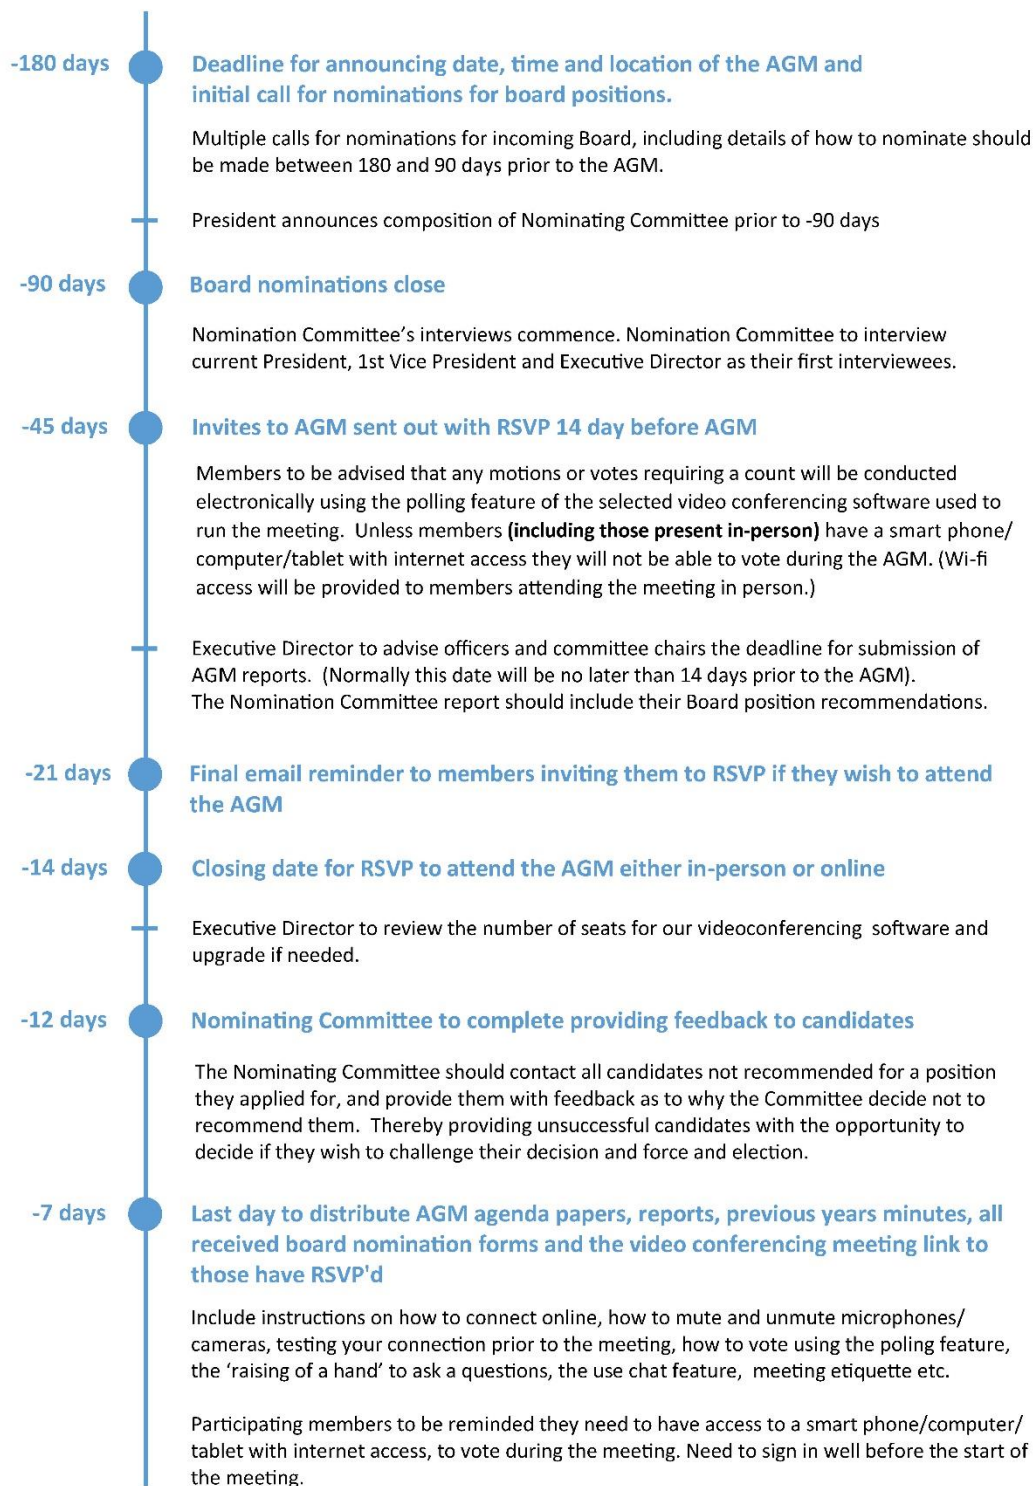 -180 days
Deadline for announcing date, time and location of the AGM and
initial call for nominations for board positions.
Multiple calls for nominations for incoming Board, including details of how to nominate should
be made between 180 and 90 days prior to the AGM.
President announces composition of Nominating Committee prior to -90 days
-90 days
Board nominations close
Nomination Committee’s interviews commence. Nomination Committee to interview
current President, 1st Vice President and Executive Director as their first interviewees.
-45 days
Invites to AGM sent out with RSVP 14 day before AGM
Members to be advised that any motions or votes requiring a count will be conducted
electronically using the polling feature of the selected video conferencing software used to
run the meeting.  Unless members (including those present in-person) have a smart phone/
computer/tablet with internet access they will not be able to vote during the AGM. (Wi-fi
access will be provided to members attending the meeting in person.)
Executive Director to advise officers and committee chairs the deadline for submission of
AGM reports.  (Normally this date will be no later than 14 days prior to the AGM).
The Nomination Committee report should include their Board position recommendations.
-21 days
Final email reminder to members inviting them to RSVP if they wish to attend
the AGM
-14 days
Closing date for RSVP to attend the AGM either in-person or online
Executive Director to review the number of seats for our videoconferencing  software and
upgrade if needed.
-12 days
Nominating Committee to complete providing feedback to candidates
The Nominating Committee should contact all candidates not recommended for a position
they applied for, and provide them with feedback as to why the Committee decide not to
recommend them.  Thereby providing unsuccessful candidates with the opportunity to
decide if they wish to challenge their decision and force and election.
-7 days
Last day to distribute AGM agenda papers, reports, previous years minutes, all
received board nomination forms and the video conferencing meeting link to
those have RSVP'd
Include instructions on how to connect online, how to mute and unmute microphones/
cameras, testing your connection prior to the meeting, how to vote using the poling feature,
the ‘raising of a hand’ to ask a questions, the use chat feature,  meeting etiquette etc.
Participating members to be reminded they need to have access to a smart phone/computer/
tablet with internet access, to vote during the meeting. Need to sign in well before the start of
the meeting.